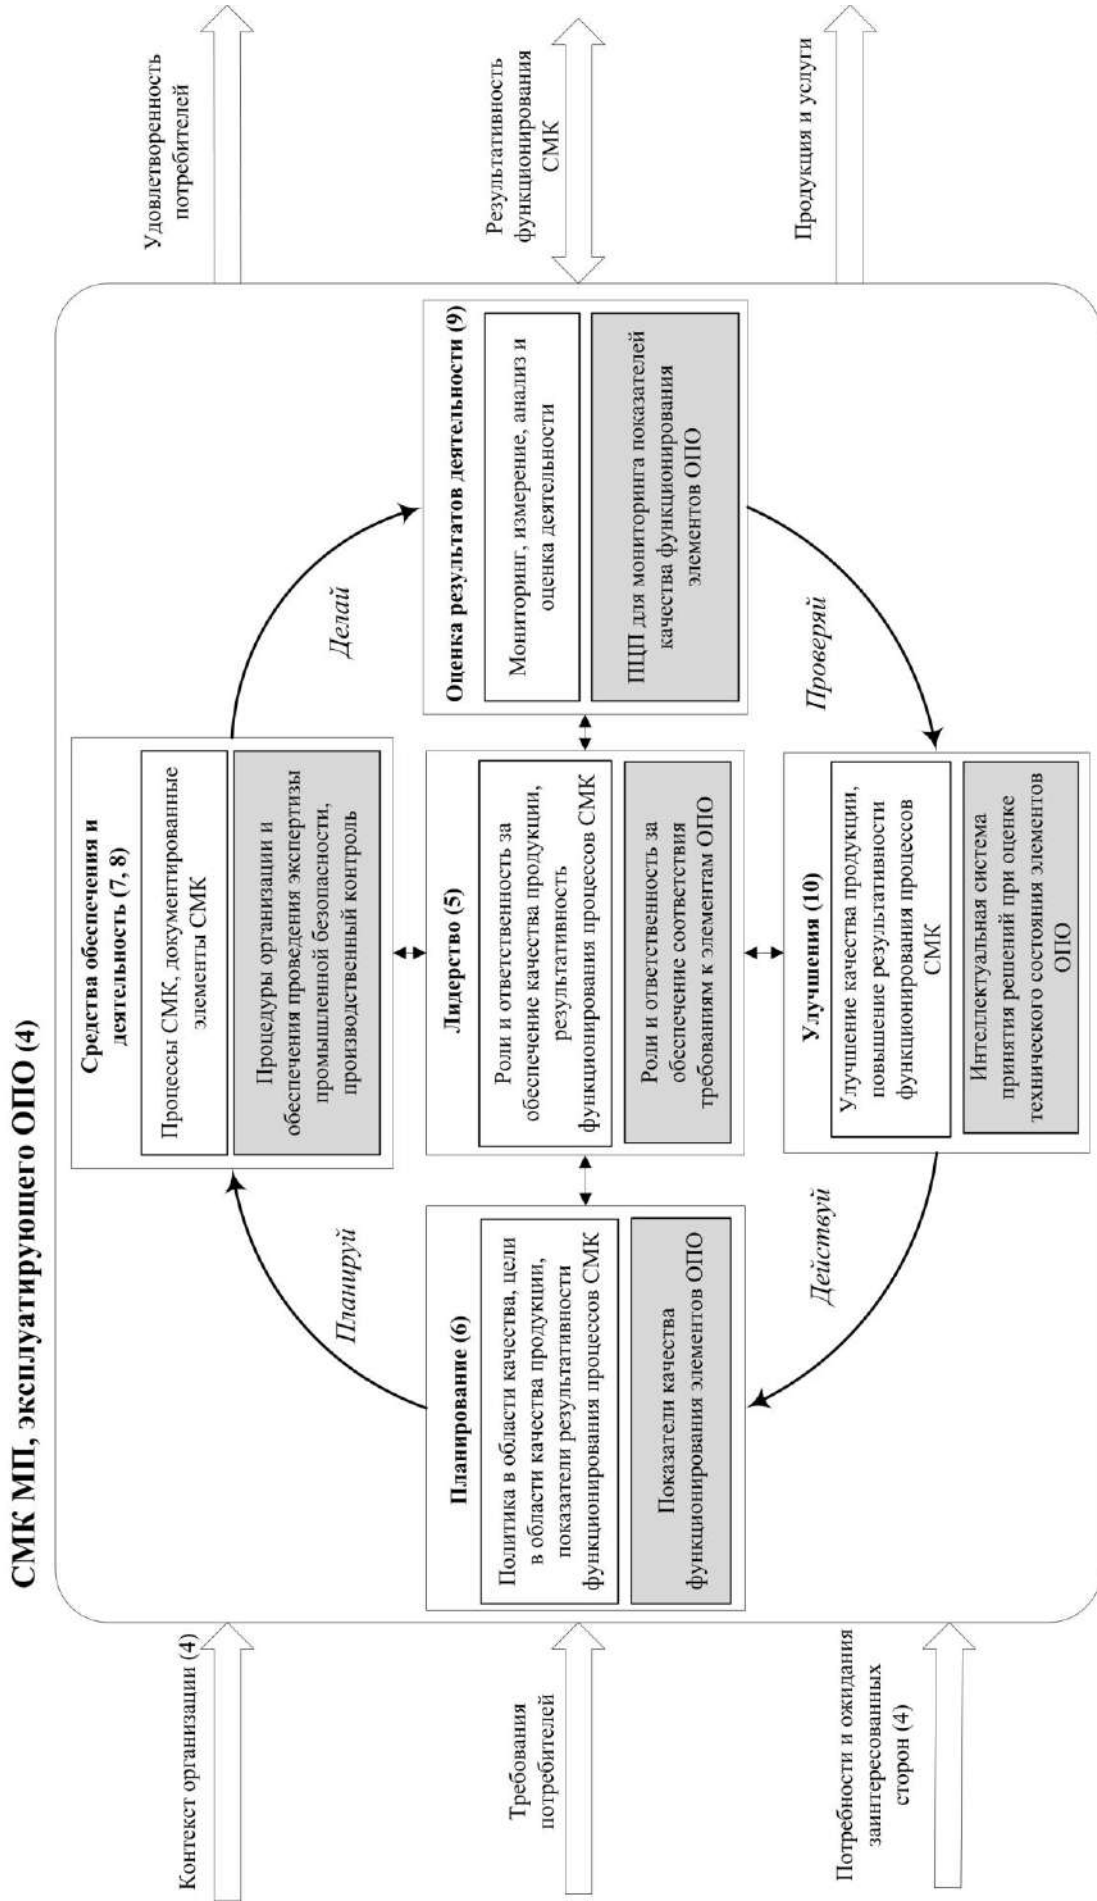 СМК МП, эксплуатирующего ОПО (4)
Контекст организации (4)
Требования
потребителей
Потребности и ожидания
заинтересованных
сторон (4)
Планирование (6)
Политика в области качества, цели
в области качества продукции,
показатели результативности
функционирования процессов СМК
Показатели качества
функционирования элементов ОПО
Планируй
Средства обеспечения и
деятельность (7, 8)
Процессы СМК, документированные
элементы СМК
Процедуры организации и
обеспечения проведения экспертизы
промышленной безопасности,
производственный контроль
Делай
Лидерство (5)
Роли и ответственность за
обеспечение качества продукции,
результативность
функционирования процессов СМК
Роли и ответственность за
обеспечение соответствия
требованиям к элементам ОПО
Оценка результатов деятельности (9)
Мониторинг, измерение, анализ и
оценка деятельности
ПЦП для мониторинга показателей
качества функционирования
элементов ОПО
Проверяй
Улучшения (10)
Улучшение качества продукции,
повышение результативности
функционирования процессов
СМК
Интеллектуальная система
принятия решений при оценке
технического состояния элементов
ОПО
Действуй
Удовлетворенность
потребителей
Результативность
функционирования
СМК
Продукция и услуги